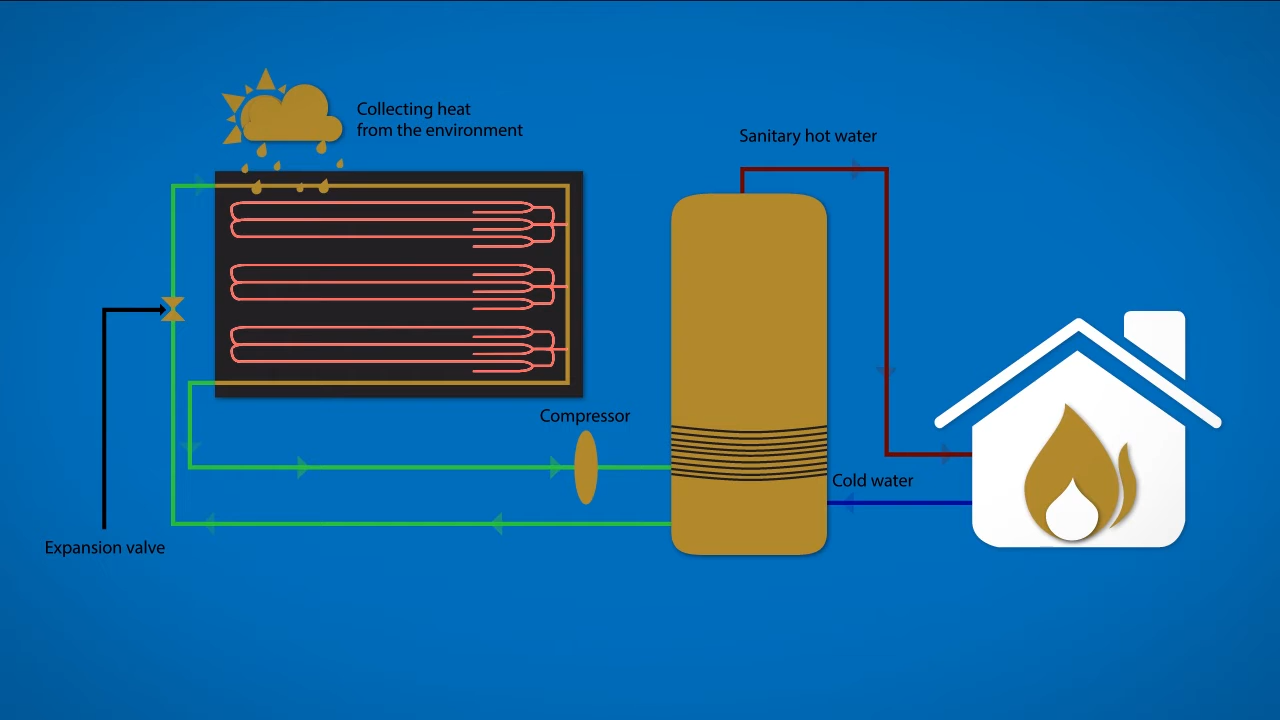 Collecting heat
from the environment
Sanitary hot water
Compressor
Cold water
Expansion valve